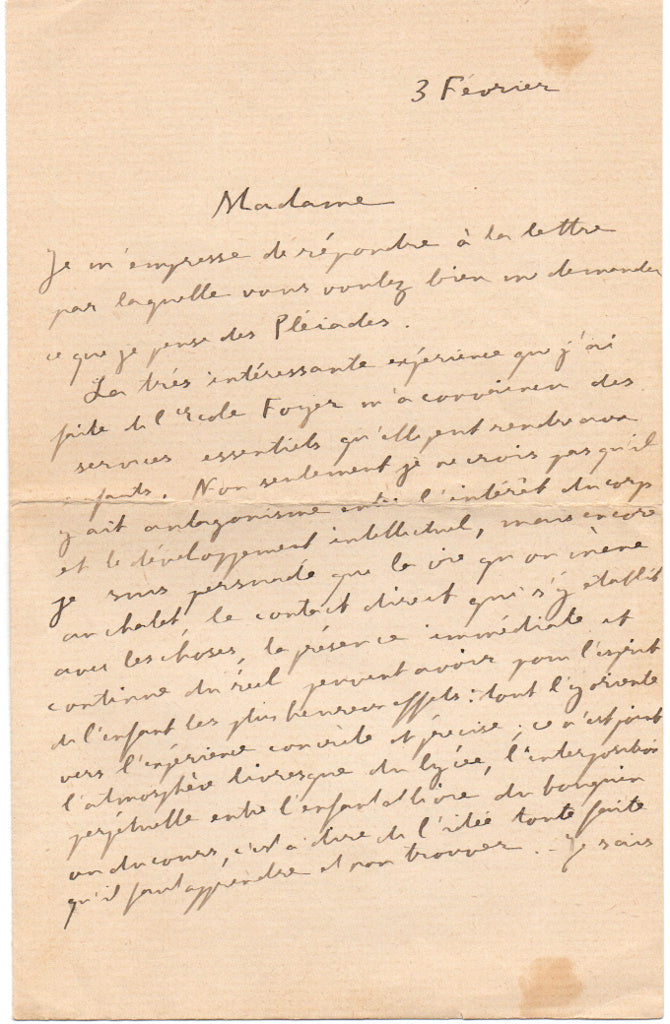 3 Février
Madame
Je m'empresse de répondre à la lettre
par laquelle vous voulez bien me demander
ce que je pense des Pléiades.
La très intéressante expérience que j'ai
faite de l'Ecole Foyer m'a convaincu des
services essentiels qu'elle peut rendre aux
enfants. Non seulement je ne crois pas qu'il
y ait antagonisme entre l'intérêt du corps
et le développement intellectuel, mais encore
je suis persuadé que la vie qu'on mène
au chalet, le contact direct qui s'y établit
avec les choses, la présence immédiate et
continue du réel peuvent avoir pour l'esprit
de l'enfant les plus heureux effets : tout l'y oriente
vers l'expérience concrète et précise ; ce n'est point
l'atmosphère livresque du lycée, l'interposition
perpétuelle entre l'enfant et la vie du bouquin
ou du cours, c'est à dire de l'idée toute faite
qu'il faut apprendre et non trouver. - Je sais